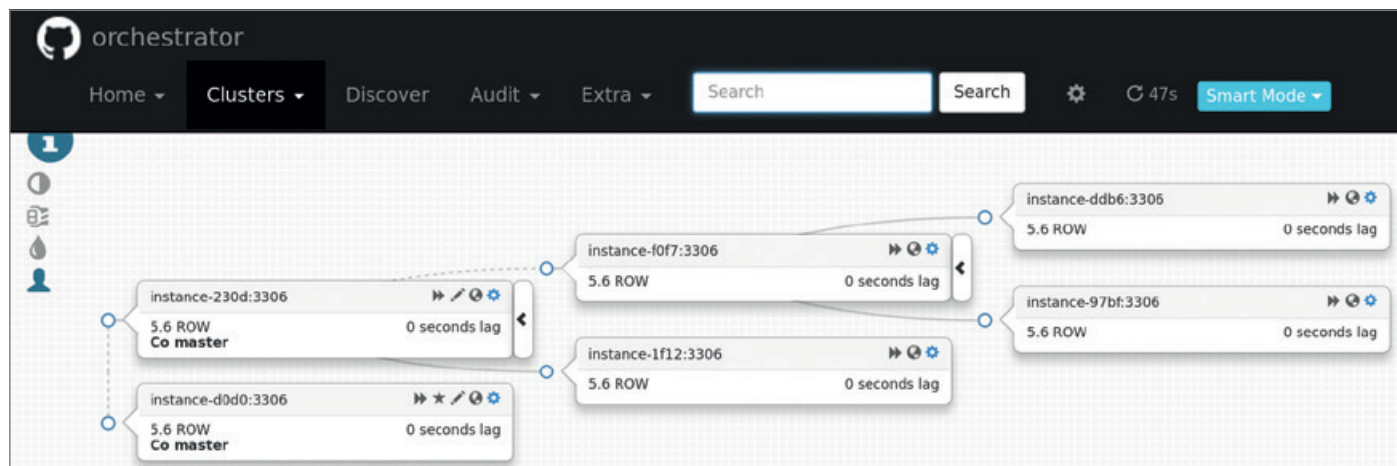 orchestrator
Home Clusters Discover Audit Extra Search Search 47s Smart Mode
instance-ddb6:3306
5.6 ROW 0 seconds lag
instance-f0f7:3306
5.6 ROW 0 seconds lag
instance-230d:3306
5.6 ROW 0 seconds lag
Co master
instance-97bf:3306
5.6 ROW 0 seconds lag
instance-1f12:3306
5.6 ROW 0 seconds lag
instance-d0d0:3306
5.6 ROW 0 seconds lag
Co master